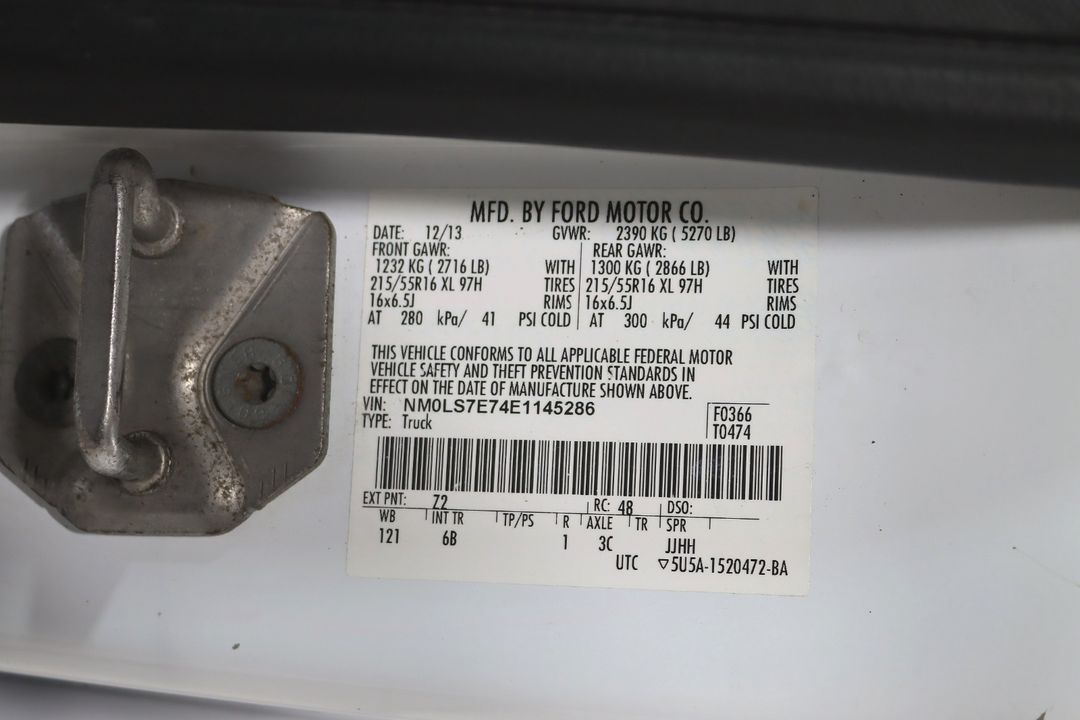 MFD. BY FORD MOTOR CO.
DATE: 12/13 GVWR: 2390 KG ( 5270 LB)
FRONT GAWR: REAR GAWR:
1232 KG ( 2716 LB) WITH 1300 KG ( 2866 LB) WITH
215/55R16 XL 97H TIRES 215/55R16 XL 97H TIRES
16x6.5J RIMS 16x6.5J RIMS
AT 280 kPa/ 41 PSI COLD AT 300 kPa/ 44 PSI COLD
THIS VEHICLE CONFORMS TO ALL APPLICABLE FEDERAL MOTOR
VEHICLE SAFETY AND THEFT PREVENTION STANDARDS IN
EFFECT ON THE DATE OF MANUFACTURE SHOWN ABOVE.
VIN: NM0LS7E74E1145286 F0366
TYPE: Truck T0474
EXT PNT: Z2 RC: 48 DSO:
WB INT TR TP/PS R AXLE TR SPR
121 6B 1 3C JJHH
UTC ▽5U5A-1520472-BA